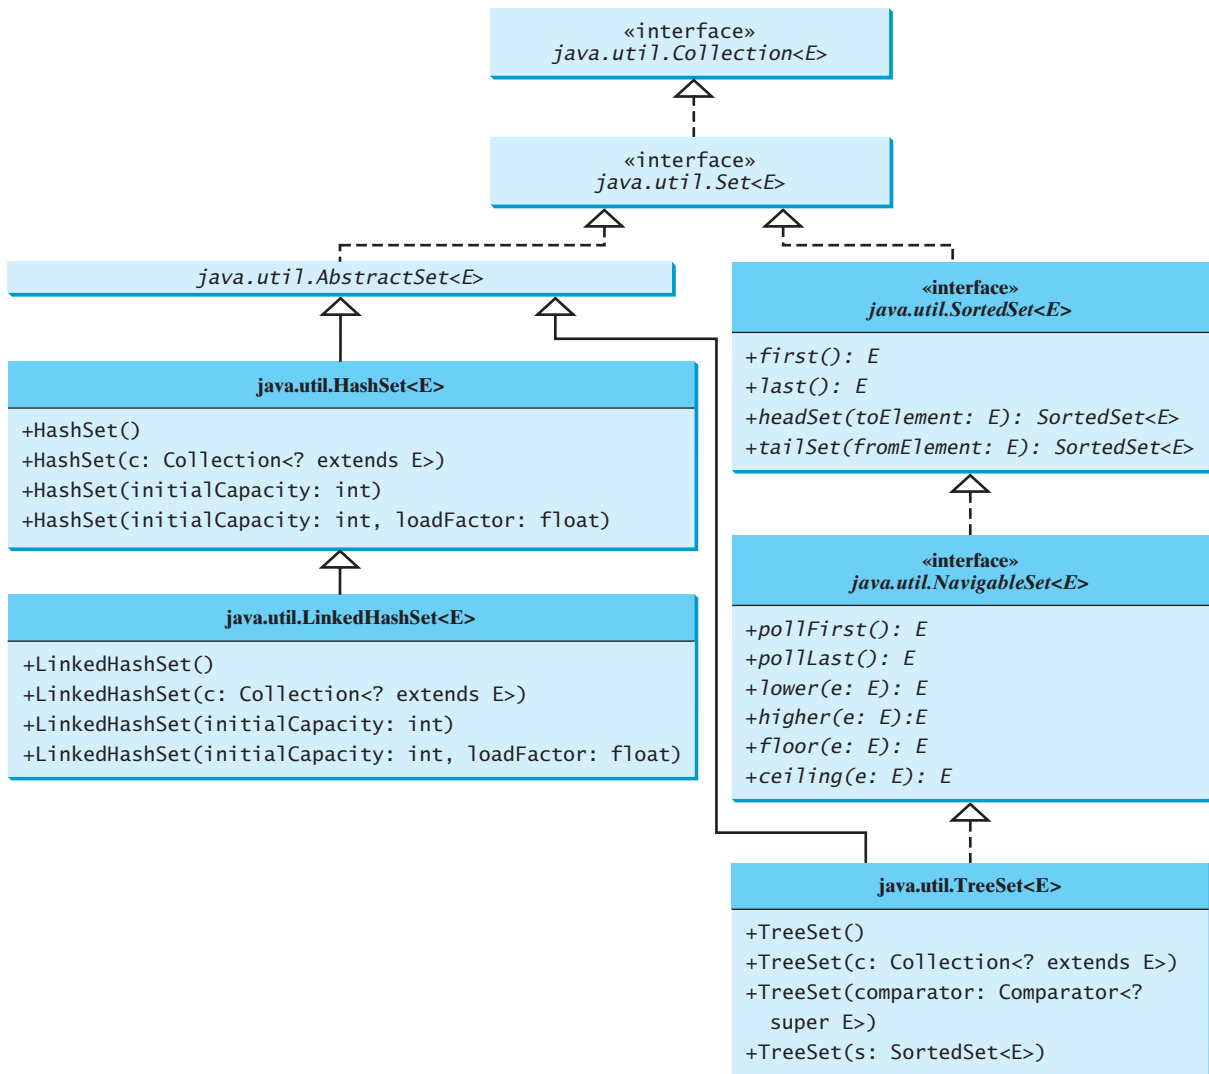 «interface»
java.util.Collection<E>
«interface»
java.util.Set<E>
java.util.AbstractSet<E>
«interface»
java.util.SortedSet<E>
+first(): E
+last(): E
+headSet(toElement: E): SortedSet<E>
+tailSet(fromElement: E): SortedSet<E>
java.util.HashSet<E>
+HashSet()
+HashSet(c: Collection<? extends E>)
+HashSet(initialCapacity: int)
+HashSet(initialCapacity: int, loadFactor: float)
«interface»
java.util.NavigableSet<E>
+pollFirst(): E
+pollLast(): E
+lower(e: E): E
+higher(e: E):E
+floor(e: E): E
+ceiling(e: E): E
java.util.LinkedHashSet<E>
+LinkedHashSet()
+LinkedHashSet(c: Collection<? extends E>)
+LinkedHashSet(initialCapacity: int)
+LinkedHashSet(initialCapacity: int, loadFactor: float)
java.util.TreeSet<E>
+TreeSet()
+TreeSet(c: Collection<? extends E>)
+TreeSet(comparator: Comparator<?
super E>)
+TreeSet(s: SortedSet<E>)